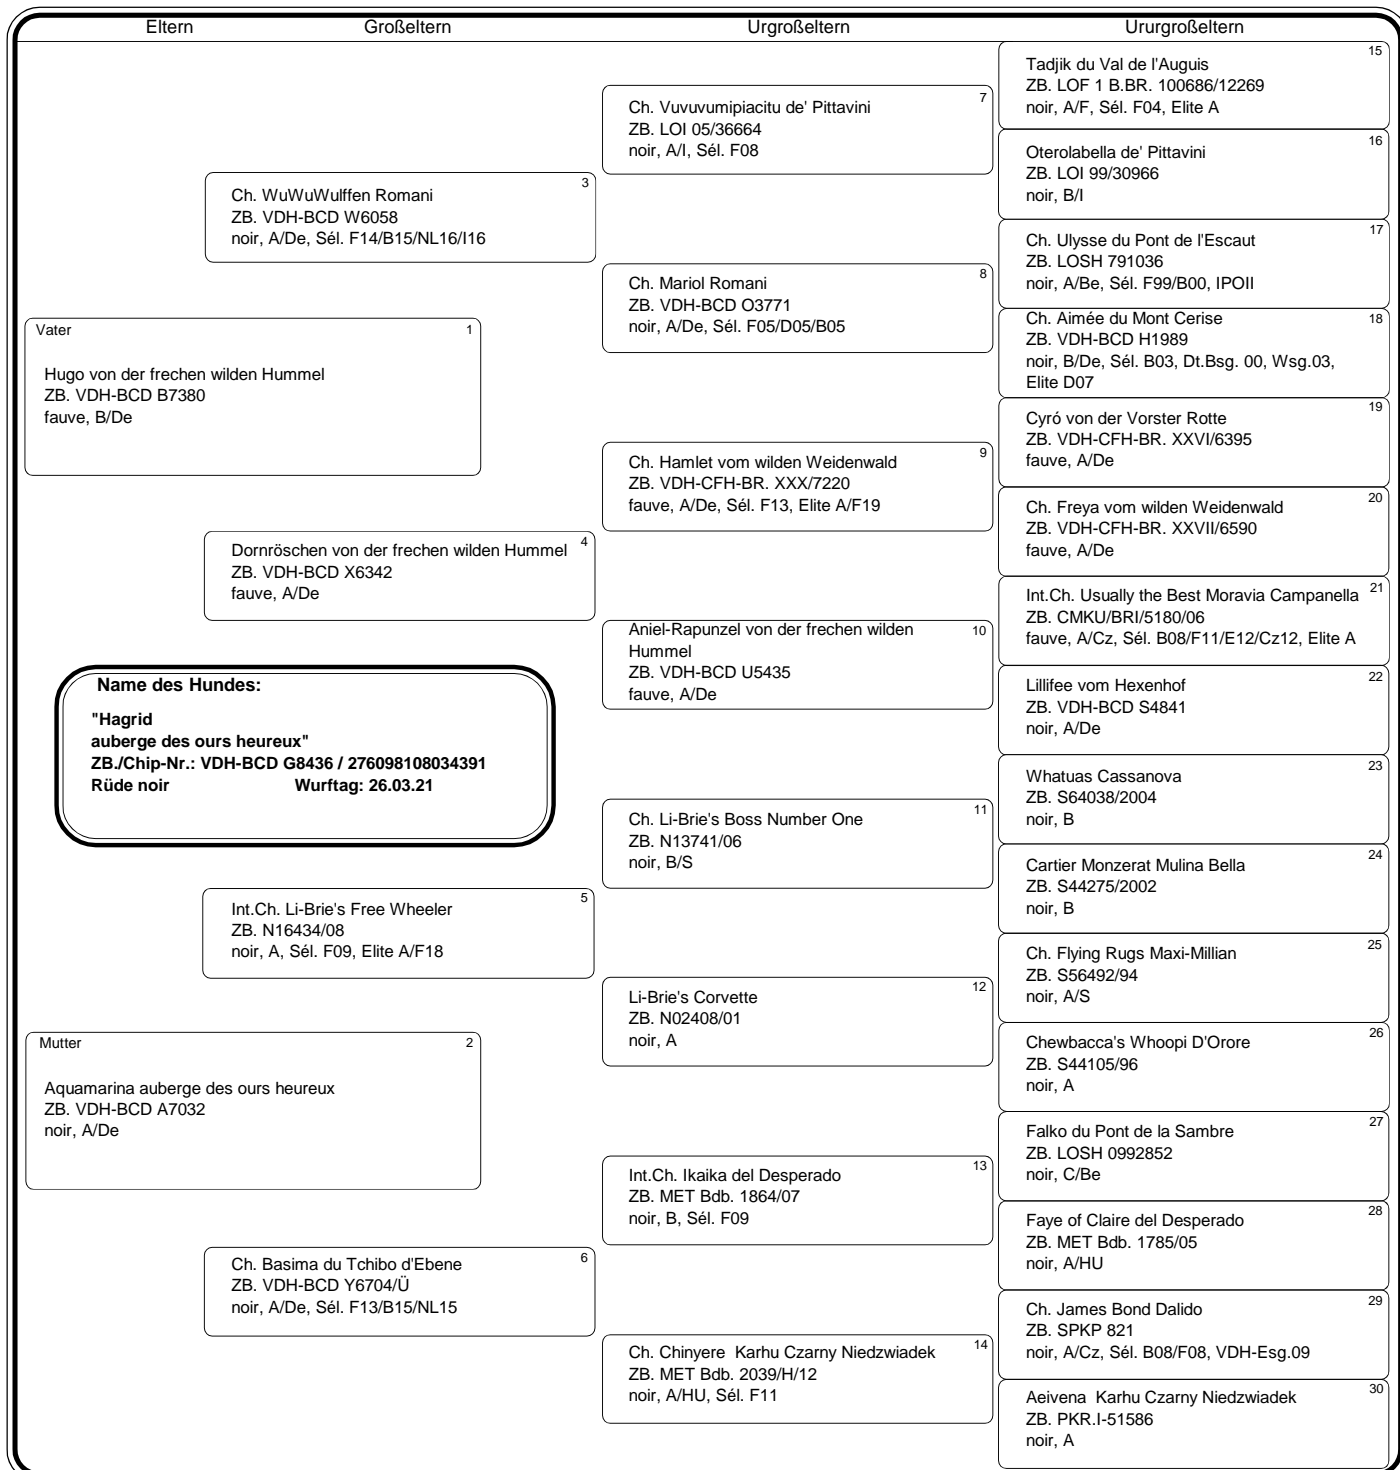 Eltern Großeltern Urgroßeltern Ururgroßeltern
Vater 1
Hugo von der frechen wilden Hummel
ZB. VDH-BCD B7380
fauve, B/De
Mutter 2
Aquamarina auberge des ours heureux
ZB. VDH-BCD A7032
noir, A/De
Name des Hundes:
"Hagrid
auberge des ours heureux"
ZB./Chip-Nr.: VDH-BCD G8436 / 276098108034391
Rüde noir Wurftag: 26.03.21
3
Ch. WuWuWulffen Romani
ZB. VDH-BCD W6058
noir, A/De, Sél. F14/B15/NL16/I16
4
Dornröschen von der frechen wilden Hummel
ZB. VDH-BCD X6342
fauve, A/De
5
Int.Ch. Li-Brie's Free Wheeler
ZB. N16434/08
noir, A, Sél. F09, Elite A/F18
6
Ch. Basima du Tchibo d'Ebene
ZB. VDH-BCD Y6704/Ü
noir, A/De, Sél. F13/B15/NL15
7
Ch. Vuvuvumipiacitu de' Pittavini
ZB. LOI 05/36664
noir, A/I, Sél. F08
8
Ch. Mariol Romani
ZB. VDH-BCD O3771
noir, A/De, Sél. F05/D05/B05
9
Ch. Hamlet vom wilden Weidenwald
ZB. VDH-CFH-BR. XXX/7220
fauve, A/De, Sél. F13, Elite A/F19
10
Aniel-Rapunzel von der frechen wilden
Hummel
ZB. VDH-BCD U5435
fauve, A/De
11
Ch. Li-Brie's Boss Number One
ZB. N13741/06
noir, B/S
12
Li-Brie's Corvette
ZB. N02408/01
noir, A
13
Int.Ch. Ikaika del Desperado
ZB. MET Bdb. 1864/07
noir, B, Sél. F09
14
Ch. Chinyere  Karhu Czarny Niedzwiadek
ZB. MET Bdb. 2039/H/12
noir, A/HU, Sél. F11
15
Tadjik du Val de l'Auguis
ZB. LOF 1 B.BR. 100686/12269
noir, A/F, Sél. F04, Elite A
16
Oterolabella de' Pittavini
ZB. LOI 99/30966
noir, B/I
17
Ch. Ulysse du Pont de l'Escaut
ZB. LOSH 791036
noir, A/Be, Sél. F99/B00, IPOII
18
Ch. Aimée du Mont Cerise
ZB. VDH-BCD H1989
noir, B/De, Sél. B03, Dt.Bsg. 00, Wsg.03,
Elite D07
19
Cyró von der Vorster Rotte
ZB. VDH-CFH-BR. XXVI/6395
fauve, A/De
20
Ch. Freya vom wilden Weidenwald
ZB. VDH-CFH-BR. XXVII/6590
fauve, A/De
21
Int.Ch. Usually the Best Moravia Campanella
ZB. CMKU/BRI/5180/06
fauve, A/Cz, Sél. B08/F11/E12/Cz12, Elite A
22
Lillifee vom Hexenhof
ZB. VDH-BCD S4841
noir, A/De
23
Whatuas Cassanova
ZB. S64038/2004
noir, B
24
Cartier Monzerat Mulina Bella
ZB. S44275/2002
noir, B
25
Ch. Flying Rugs Maxi-Millian
ZB. S56492/94
noir, A/S
26
Chewbacca's Whoopi D'Orore
ZB. S44105/96
noir, A
27
Falko du Pont de la Sambre
ZB. LOSH 0992852
noir, C/Be
28
Faye of Claire del Desperado
ZB. MET Bdb. 1785/05
noir, A/HU
29
Ch. James Bond Dalido
ZB. SPKP 821
noir, A/Cz, Sél. B08/F08, VDH-Esg.09
30
Aeivena  Karhu Czarny Niedzwiadek
ZB. PKR.I-51586
noir, A